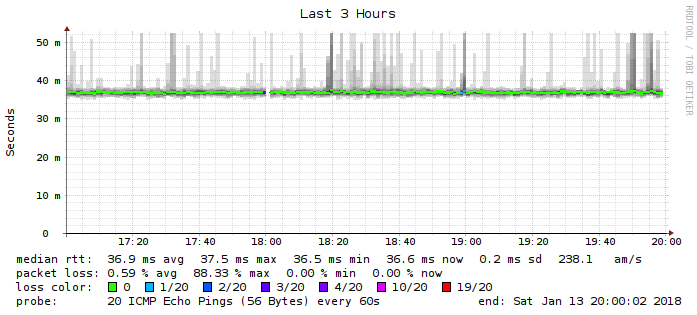 Last 3 Hours
RRDTOOL / TOBI OETIKER
Seconds
50 m
40 m
30 m
20 m
10 m
0
17:20 17:40 18:00 18:20 18:40 19:00 19:20 19:40 20:00
median rtt: 36.9 ms avg 37.5 ms max 36.5 ms min 36.6 ms now 0.2 ms sd 238.1 am/s
packet loss: 0.59 % avg 88.33 % max 0.00 % min 0.00 % now
loss color: 0 1/20 2/20 3/20 4/20 10/20 19/20
probe: 20 ICMP Echo Pings (56 Bytes) every 60s end: Sat Jan 13 20:00:02 2018